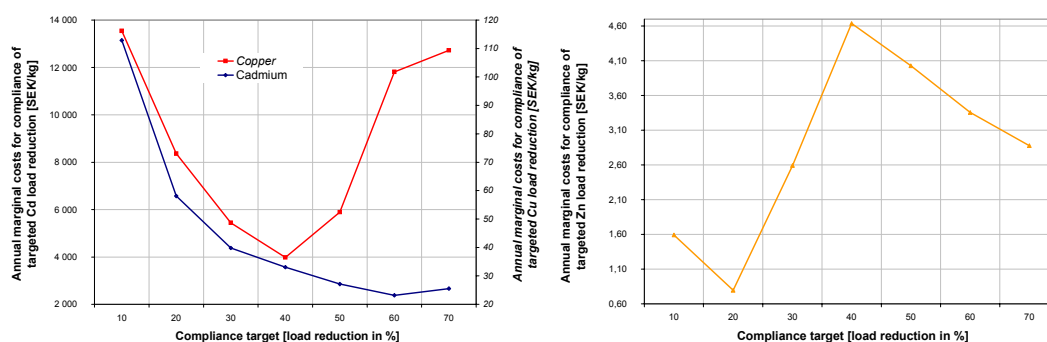 Annual marginal costs for compliance of
targeted Cd load reduction [SEK/kg]
14 000
12 000
10 000
8 000
6 000
4 000
2 000
Copper
Cadmium
120
110
100
90
80
70
60
50
40
30
20
Annual marginal costs for compliance of
targeted Cu load reduction [SEK/kg]
10 20 30 40 50 60 70
Compliance target [load reduction in %]
Annual marginal costs for compliance of
targeted Zn load reduction [SEK/kg]
4,60
4,10
3,60
3,10
2,60
2,10
1,60
1,10
0,60
10 20 30 40 50 60 70
Compliance target [load reduction in %]